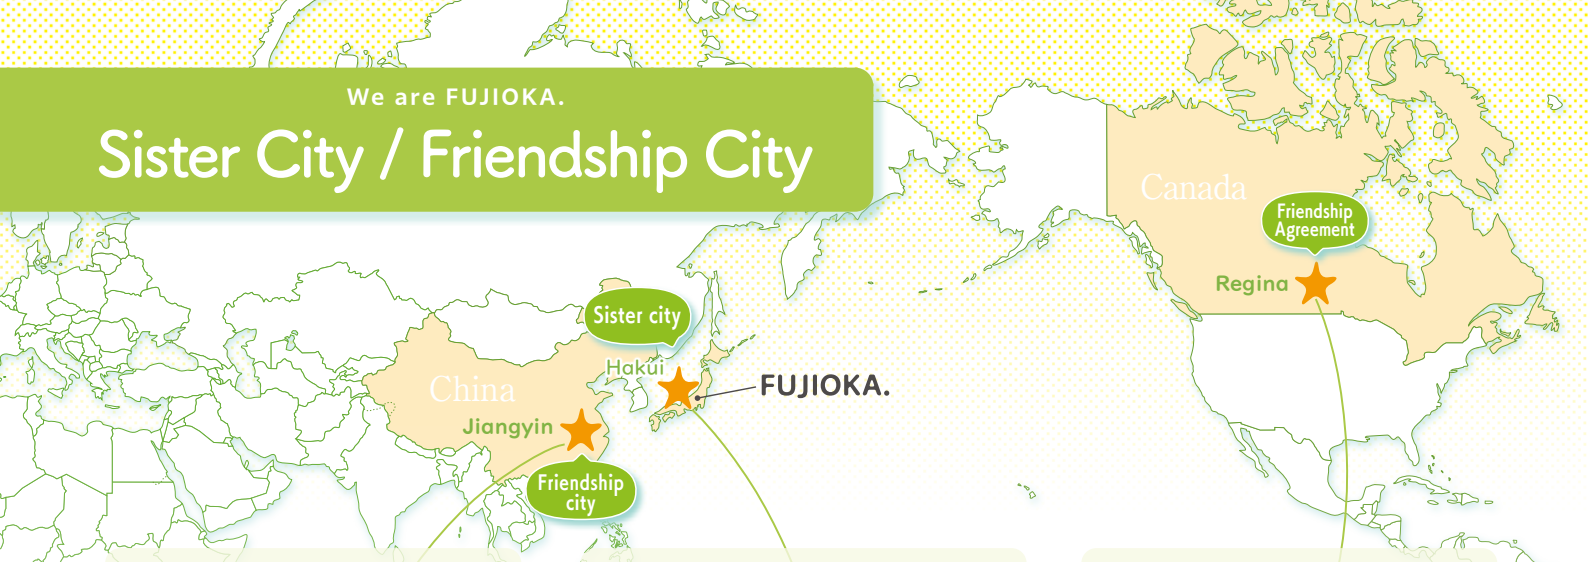 We are FUJIOKA.
Sister City / Friendship City
Canada
Friendship
Agreement
Regina
Sister city
Hakui
China
FUJIOKA.
Jiangyin
Friendship
city